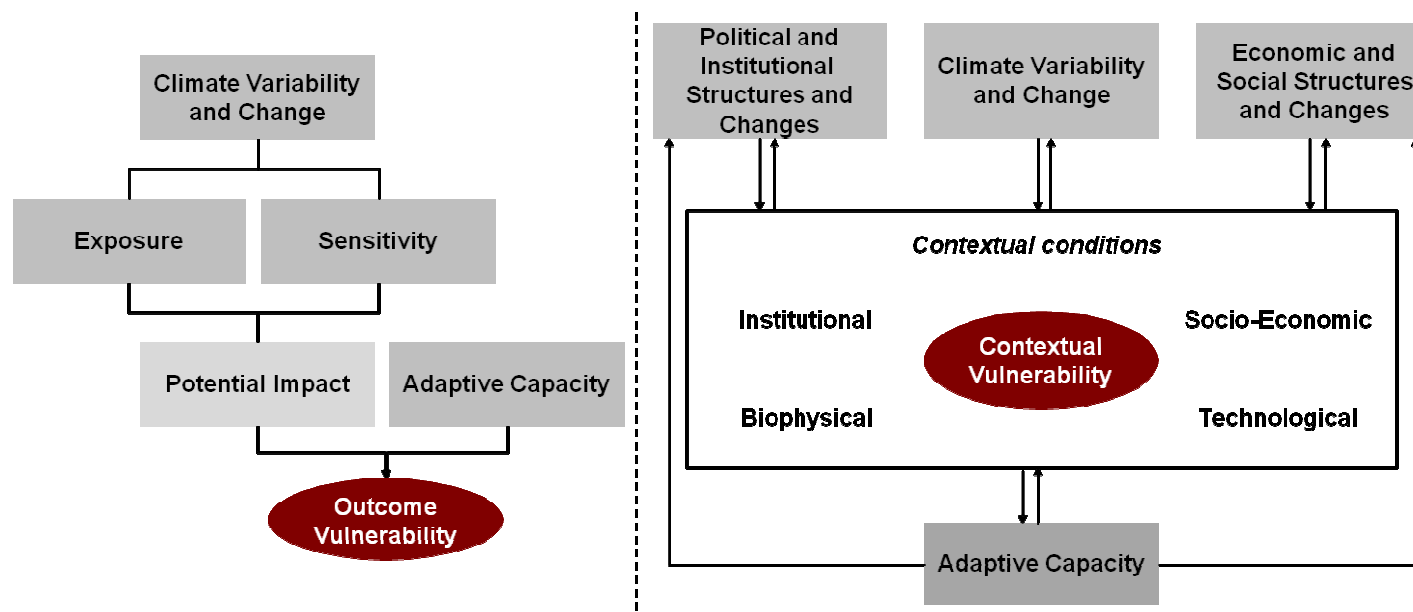 Climate Variability
and Change
Exposure
Sensitivity
Potential Impact
Adaptive Capacity
Outcome
Vulnerability
Political and
Institutional
Structures and
Changes
Climate Variability
and Change
Economic and
Social Structures
and Changes
Contextual conditions
Institutional
Socio-Economic
Contextual
Vulnerability
Biophysical
Technological
Adaptive Capacity